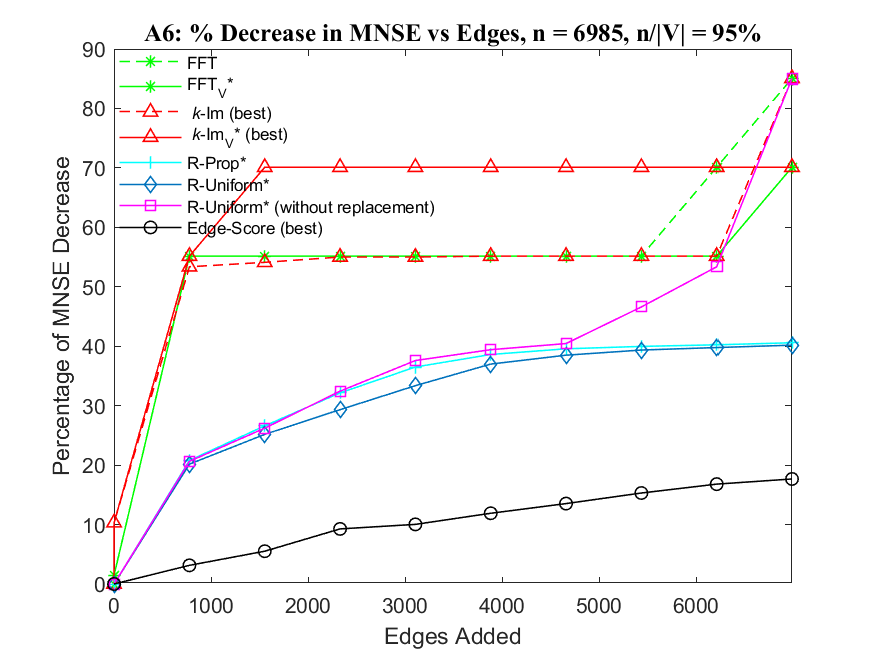 A6: % Decrease in MNSE vs Edges, n = 6985, n/|V| = 95%
90
80
70
60
50
40
30
20
10
0
Percentage of MNSE Decrease
FFT
FFT_V*
k-Im (best)
k-Im_V* (best)
R-Prop*
R-Uniform*
R-Uniform* (without replacement)
Edge-Score (best)
0 1000 2000 3000 4000 5000 6000
Edges Added